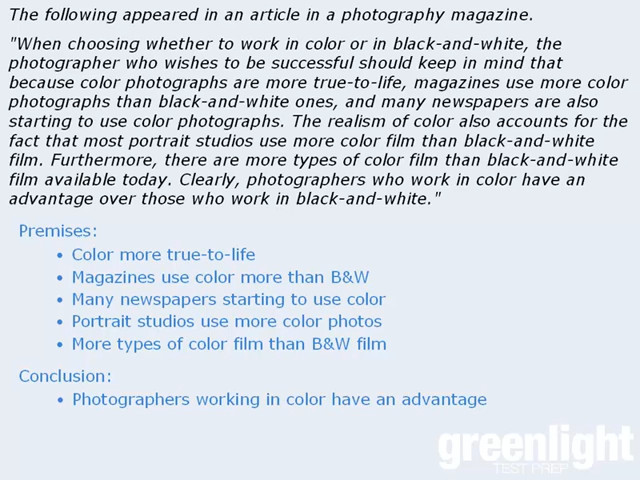 The following appeared in an article in a photography magazine.
"When choosing whether to work in color or in black-and-white, the
photographer who wishes to be successful should keep in mind that
because color photographs are more true-to-life, magazines use more color
photographs than black-and-white ones, and many newspapers are also
starting to use color photographs. The realism of color also accounts for the
fact that most portrait studios use more color film than black-and-white
film. Furthermore, there are more types of color film than black-and-white
film available today. Clearly, photographers who work in color have an
advantage over those who work in black-and-white."
Premises:
• Color more true-to-life
• Magazines use color more than B&W
• Many newspapers starting to use color
• Portrait studios use more color photos
• More types of color film than B&W film
Conclusion:
• Photographers working in color have an advantage
greenlight
TEST PREP